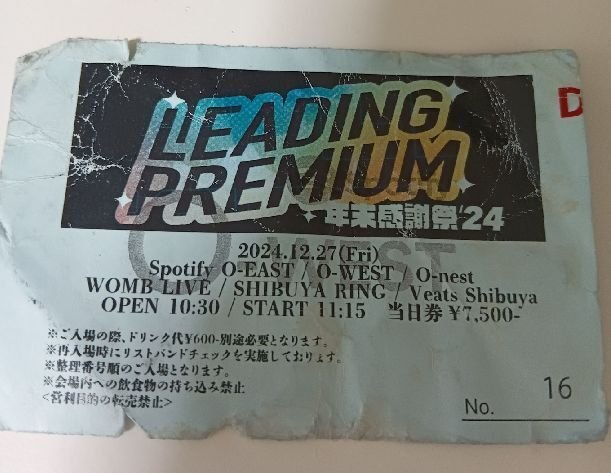 LEADING
PREMIUM
年末感謝祭'24
D
O-WEST
2024.12.27(Fri)
Spotify O-EAST / O-WEST / O-nest
WOMB LIVE / SHIBUYA RING / Veats Shibuya
OPEN 10:30 / START 11:15 当日券 ¥7,500-
※ご入場の際、ドリンク代¥600-別途必要となります。
※再入場時にリストバンドチェックを実施しております。
※整理番号順のご入場となります。
※会場内への飲食物の持ち込み禁止
<営利目的の転売禁止>
No. 16